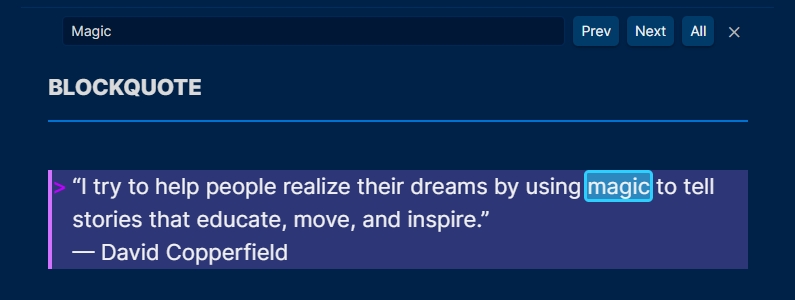 Magic Prev Next All ×
BLOCKQUOTE
> “I try to help people realize their dreams by using magic to tell
stories that educate, move, and inspire.”
— David Copperfield